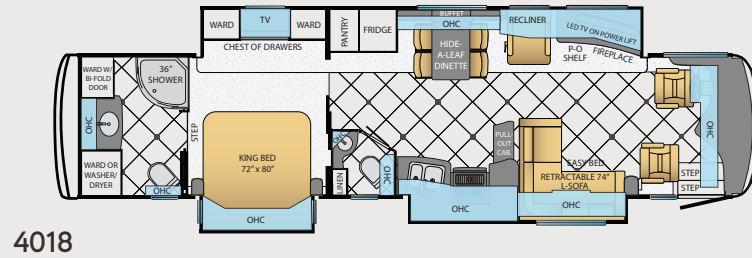 WARD
TV
WARD
CHEST OF DRAWERS
PANTRY
FRIDGE
BUFFET
OHC
HIDE-
A-LEAF
DINETTE
RECLINER
LED TV ON POWER LIFT
FIREPLACE
P-O
SHELF
WARD W/
BI-FOLD
DOOR
36"
SHOWER
OHC
WARD OR
WASHER/
DRYER
OHC
STEP
KING BED
72" x 80"
OHC
OHC
LINEN
OHC
PULL-
OUT
CAB.
OHC
EASY BED
RETRACTABLE 74"
L-SOFA
OHC
OHC
STEP
STEP
4018